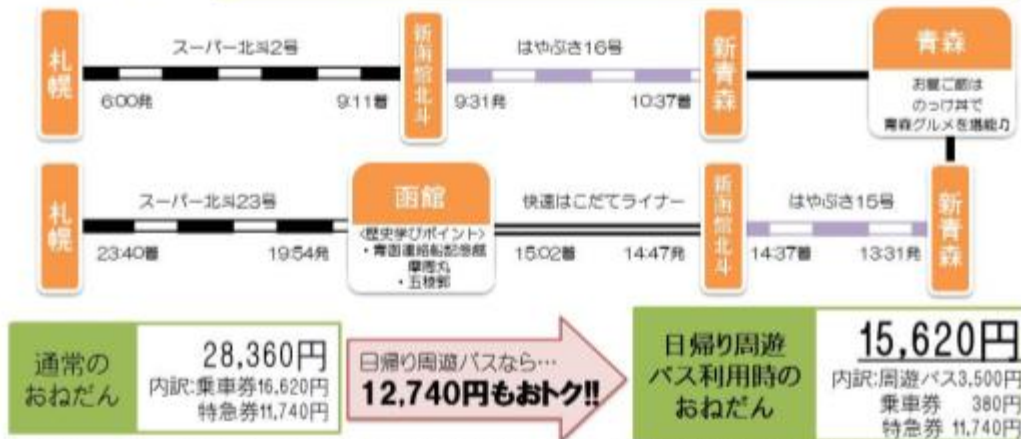 札幌
スーパー北斗2号
6:00発
9:11着
新函館北斗
はやぶさ16号
9:31発
10:37着
新青森
青森
お昼ご飯は
のっけ丼で
青森グルメを堪能♫
札幌
スーパー北斗23号
23:40着
19:54発
函館
<歴史学びポイント>
・青函連絡船記念館
摩周丸
・五稜郭
快速はこだてライナー
15:02着
14:47発
新函館北斗
はやぶさ15号
14:37着
13:31発
新青森
通常の
おねだん
28,360円
内訳:乗車券16,620円
特急券11,740円
日帰り周遊パスなら…
12,740円もおトク!!
日帰り周遊
パス利用時の
おねだん
15,620円
内訳:周遊パス3,500円
乗車券 380円
特急券 11,740円